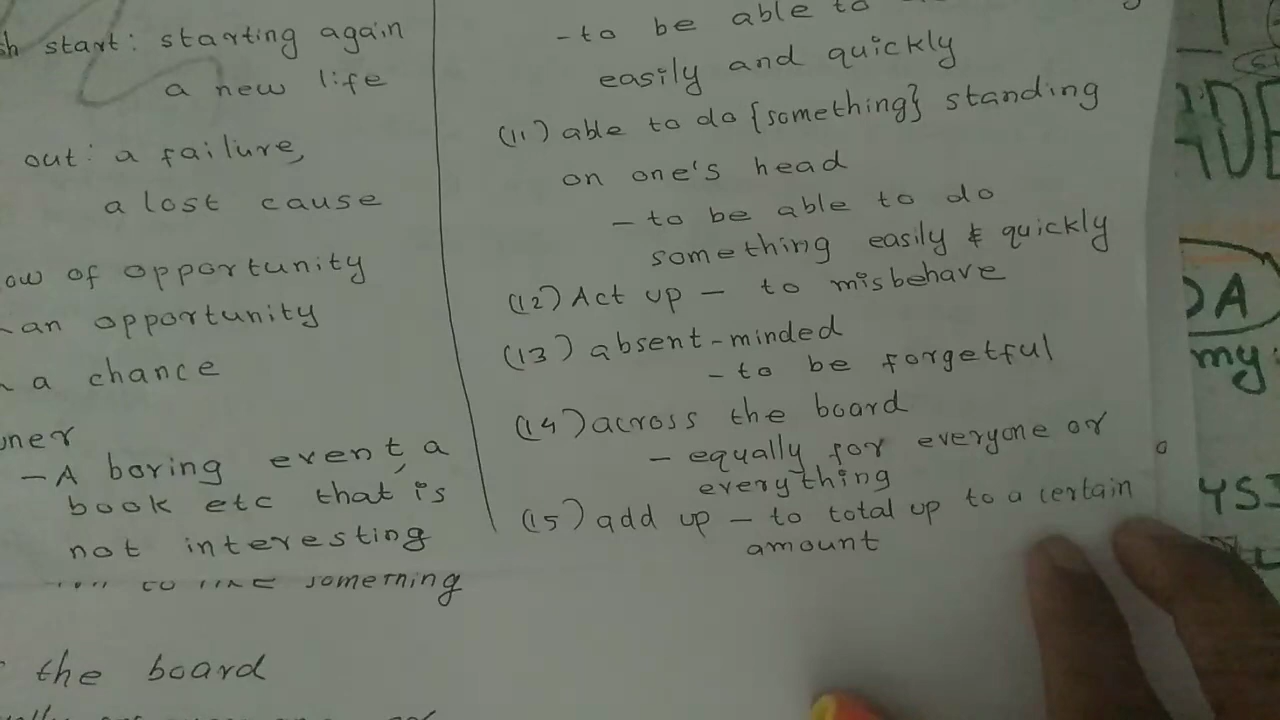 start: starting again
a new life
out: a failure,
a lost cause
of opportunity
an opportunity
a chance
- A boring event, a
book etc that is
not interesting
something
the board
- to be able to
easily and quickly
(11) able to do {something} standing
on one's head
- to be able to do
something easily & quickly
(12) Act up - to misbehave
(13) absent-minded
- to be forgetful
(14) across the board
- equally for everyone or
everything
(15) add up - to total up to a certain
amount
my